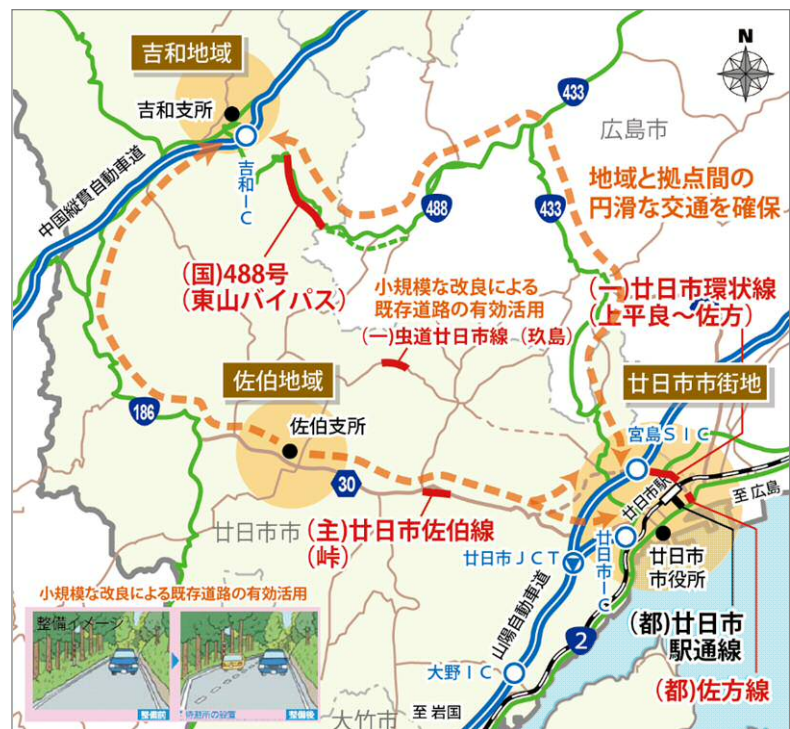 吉和地域
吉和支所
中国縦貫自動車道
吉和IC
N
433
広島市
地域と拠点間の
円滑な交通を確保
488
433
(国)488号
(東山バイパス)
小規模な改良による
既存道路の有効活用
(一)虫道廿日市線(玖島)
(一)廿日市環状線
(上平良～佐方)
佐伯地域
廿日市市街地
186
佐伯支所
宮島SIC
30
廿日市駅
至 広島
廿日市市
(主)廿日市佐伯線
(峠)
廿日市JCT
廿日市IC
廿日市
市役所
山陽自動車道
2
(都)廿日市
駅通線
大野IC
(都)佐方線
至 岩国
大竹市
小規模な改良による既存道路の有効活用
整備イメージ
整備前
待避所の設置
整備後